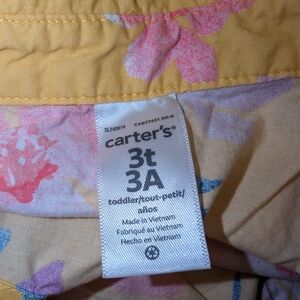 carter's®
3t
3A
toddler/tout-petit/
años
Made in Vietnam
Fabriqué au Vietnam
Hecho en Vietnam